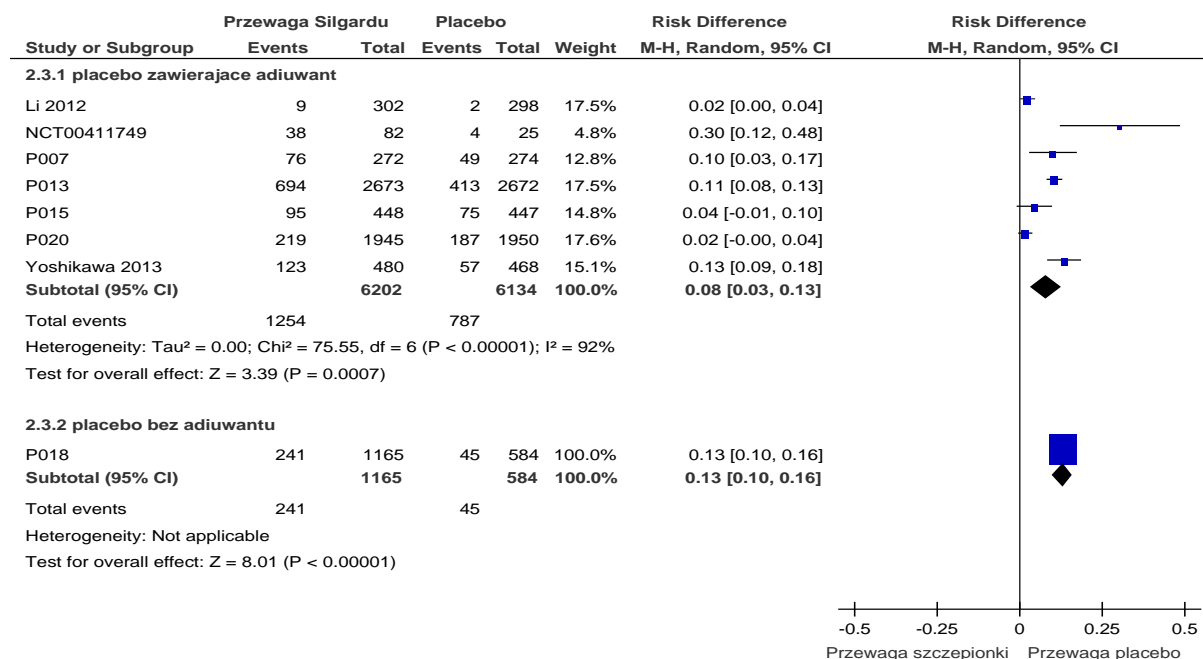 Przewaga Silgardu Placebo Risk Difference Risk Difference
Study or Subgroup Events Total Events Total Weight M-H, Random, 95% CI M-H, Random, 95% CI
2.3.1 placebo zawierajace adiuwant
Li 2012 9 302 2 298 17.5% 0.02 [0.00, 0.04]
NCT00411749 38 82 4 25 4.8% 0.30 [0.12, 0.48]
P007 76 272 49 274 12.8% 0.10 [0.03, 0.17]
P013 694 2673 413 2672 17.5% 0.11 [0.08, 0.13]
P015 95 448 75 447 14.8% 0.04 [-0.01, 0.10]
P020 219 1945 187 1950 17.6% 0.02 [-0.00, 0.04]
Yoshikawa 2013 123 480 57 468 15.1% 0.13 [0.09, 0.18]
Subtotal (95% CI) 6202 6134 100.0% 0.08 [0.03, 0.13]
Total events 1254 787
Heterogeneity: Tau² = 0.00; Chi² = 75.55, df = 6 (P < 0.00001); I² = 92%
Test for overall effect: Z = 3.39 (P = 0.0007)
2.3.2 placebo bez adiuwantu
P018 241 1165 45 584 100.0% 0.13 [0.10, 0.16]
Subtotal (95% CI) 1165 584 100.0% 0.13 [0.10, 0.16]
Total events 241 45
Heterogeneity: Not applicable
Test for overall effect: Z = 8.01 (P < 0.00001)
-0.5 -0.25 0 0.25 0.5
Przewaga szczepionki Przewaga placebo